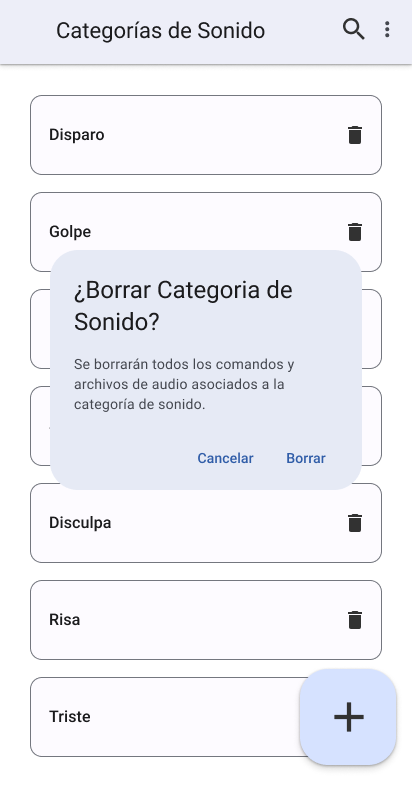 Categorías de Sonido
Disparo
Golpe
¿Borrar Categoria de
Sonido?
Se borrarán todos los comandos y
archivos de audio asociados a la
categoría de sonido.
Cancelar
Borrar
Disculpa
Risa
Triste